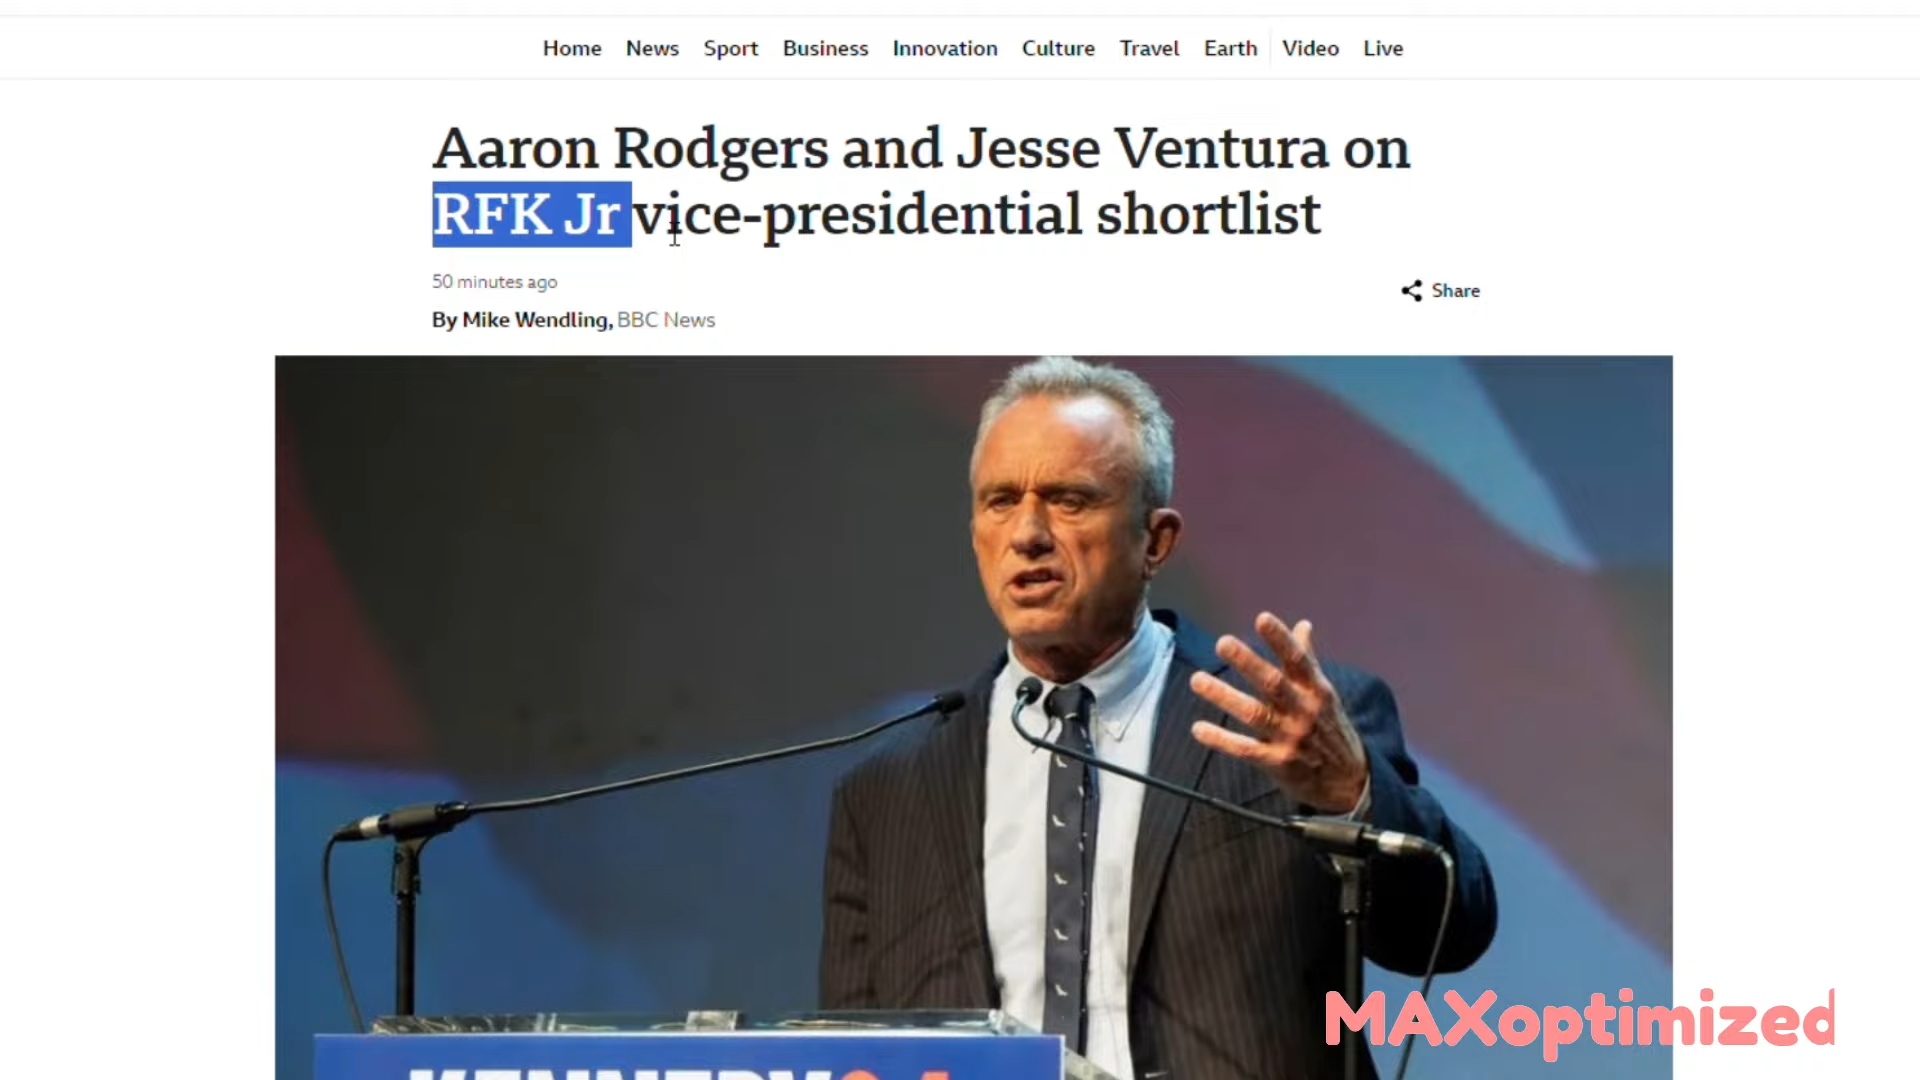 Home News Sport Business Innovation Culture Travel Earth Video Live
Aaron Rodgers and Jesse Ventura on
RFK Jr vice-presidential shortlist
50 minutes ago
Share
By Mike Wendling, BBC News
KENNEDY24
MAXoptimized